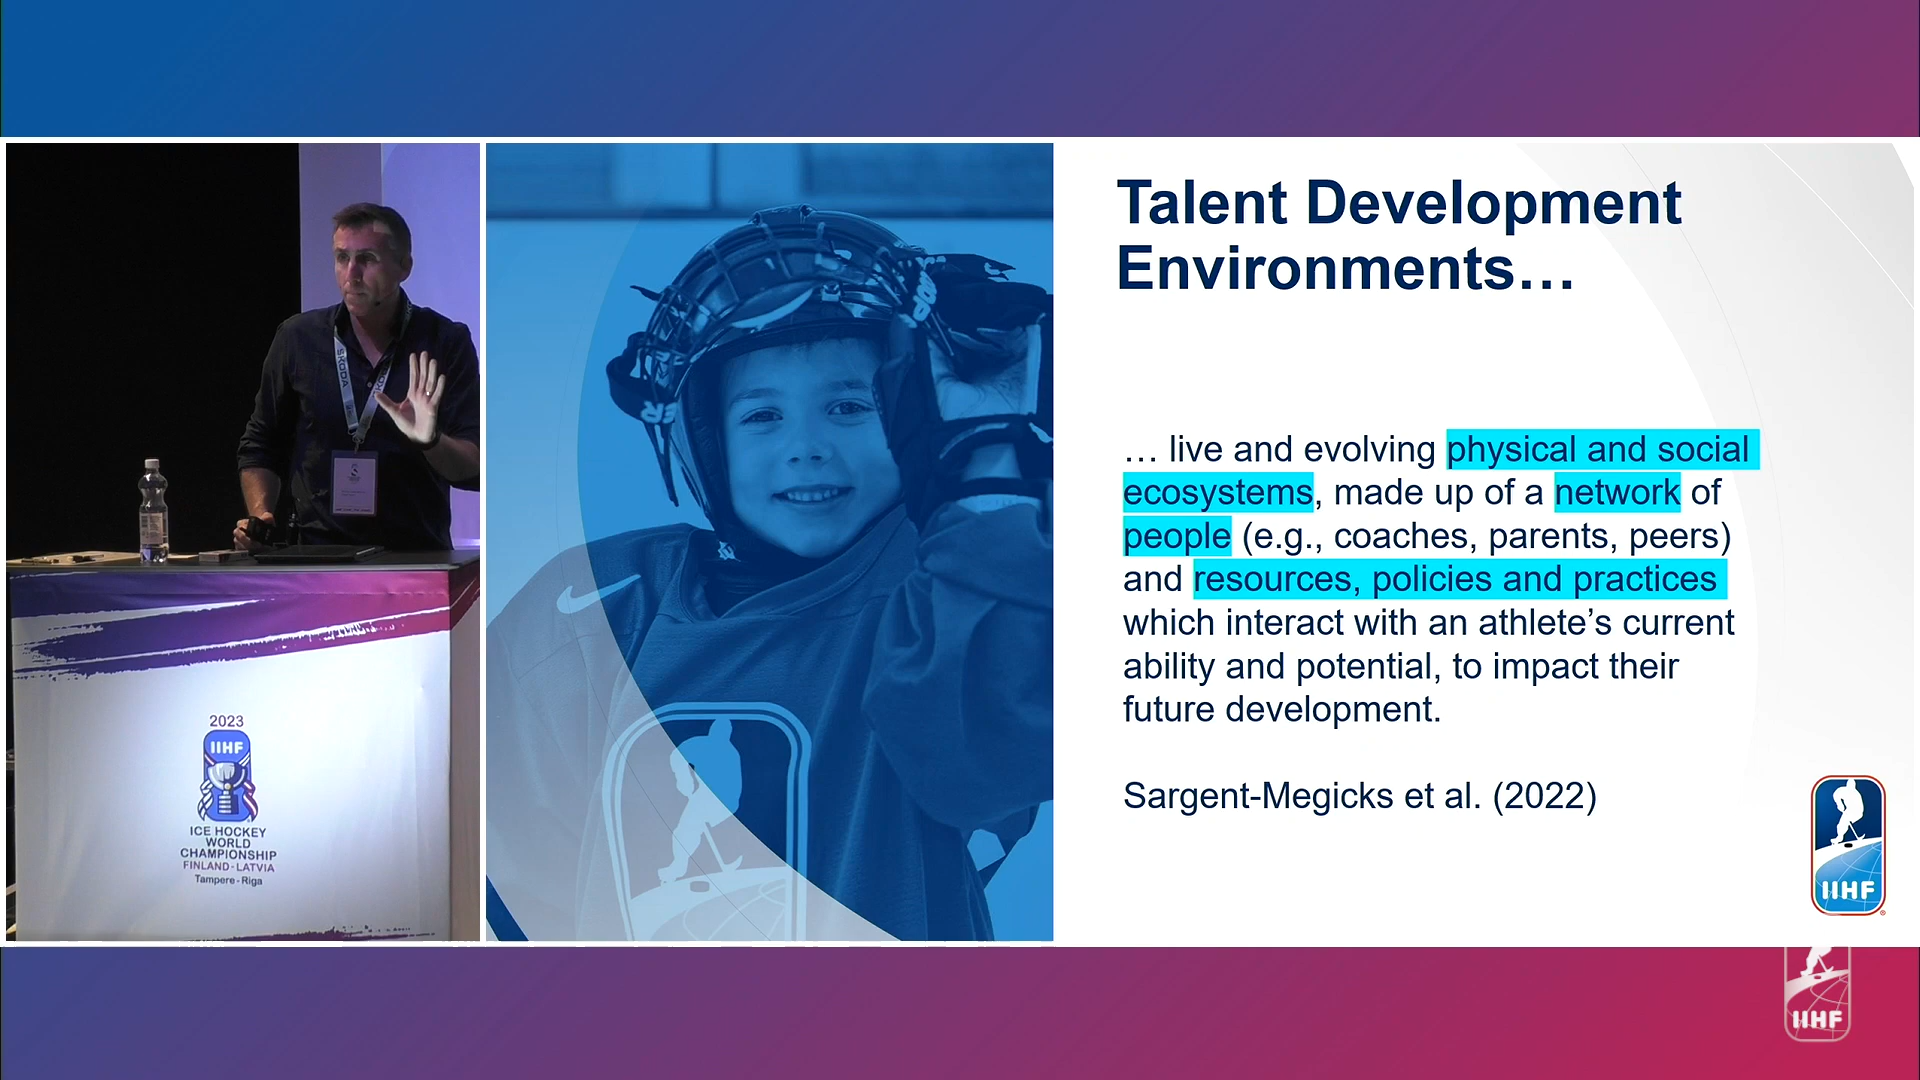 Talent Development
Environments…
… live and evolving physical and social
ecosystems, made up of a network of
people (e.g., coaches, parents, peers)
and resources, policies and practices
which interact with an athlete’s current
ability and potential, to impact their
future development.
Sargent-Megicks et al. (2022)
IIHF
IIHF
ŠKODA
2023
IIHF
ICE HOCKEY
WORLD
CHAMPIONSHIP
FINLAND - LATVIA
Tampere - Riga